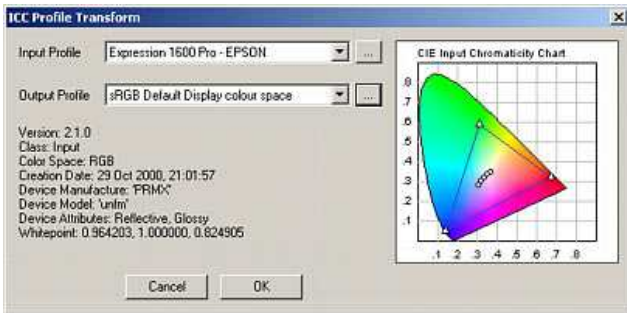 ICC Profile Transform
Input Profile
Expression 1600 Pro - EPSON
...
Output Profile
sRGB Default Display colour space
...
Version: 2.1.0
Class: Input
Color Space: RGB
Creation Date: 29 Oct 2000, 21:01:57
Device Manufacture: 'PRMX'
Device Model: 'unfm'
Device Attributes: Reflective, Glossy
Whitepoint: 0.964203, 1.000000, 0.824905
Cancel
OK
CIE Input Chromaticity Chart
.8
.7
.6
.5
.4
.3
.2
.1
.1 .2 .3 .4 .5 .6 .7 .8